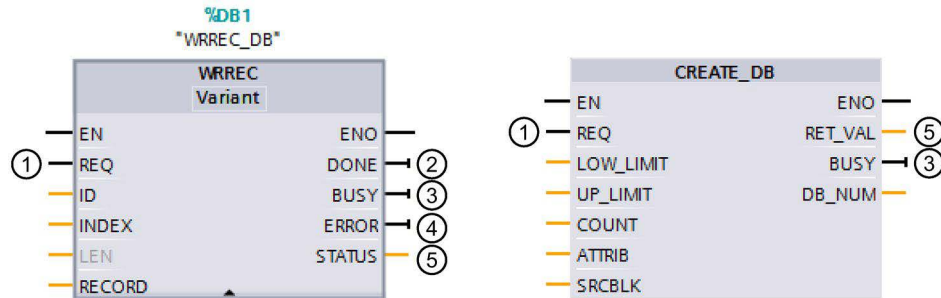 %DB1
"WRREC_DB"
WRREC
Variant
EN ENO
① REQ DONE ②
ID BUSY ③
INDEX ERROR ④
LEN STATUS ⑤
RECORD
CREATE_DB
EN ENO
① REQ RET_VAL ⑤
LOW_LIMIT BUSY ③
UP_LIMIT DB_NUM
COUNT
ATTRIB
SRCBLK